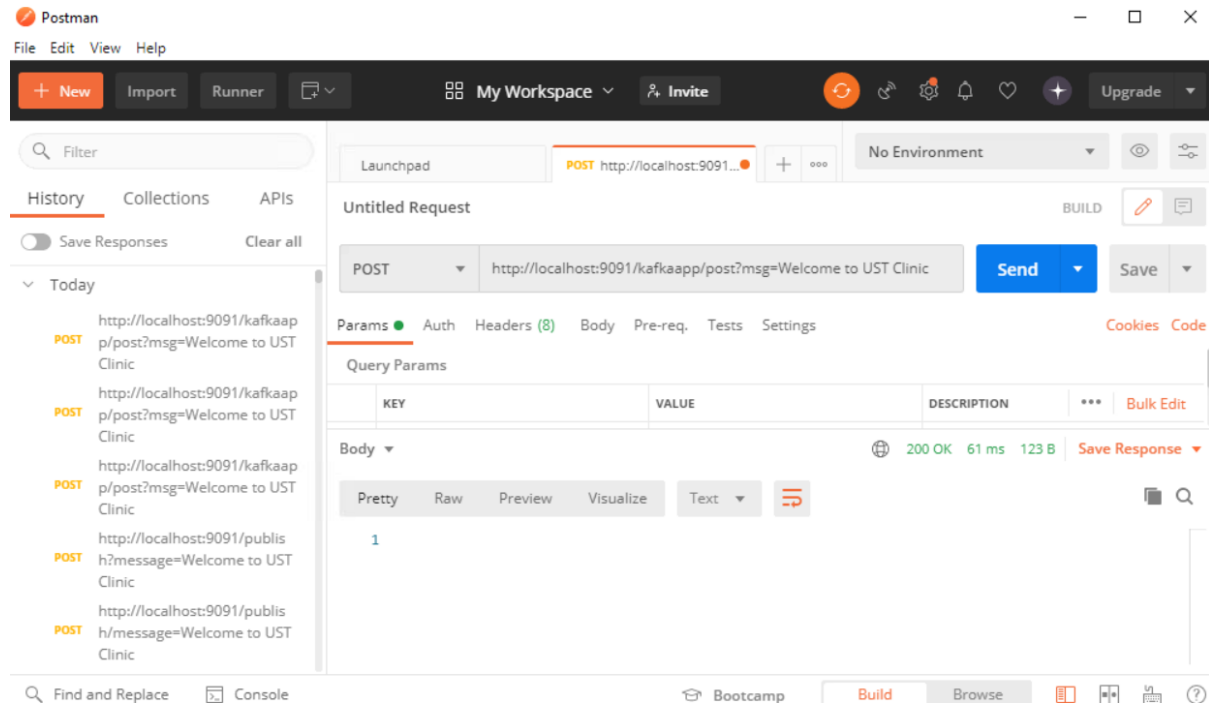 Postman
File Edit View Help
New Import Runner My Workspace Invite Upgrade
Filter
History Collections APIs
Save Responses Clear all
Today
POST http://localhost:9091/kafkaap
p/post?msg=Welcome to UST
Clinic
POST http://localhost:9091/kafkaap
p/post?msg=Welcome to UST
Clinic
POST http://localhost:9091/kafkaap
p/post?msg=Welcome to UST
Clinic
POST http://localhost:9091/publis
h?message=Welcome to UST
Clinic
POST http://localhost:9091/publis
h/message=Welcome to UST
Clinic
Launchpad POST http://localhost:9091... No Environment
Untitled Request BUILD
POST http://localhost:9091/kafkaapp/post?msg=Welcome to UST Clinic Send Save
Params Auth Headers (8) Body Pre-req. Tests Settings Cookies Code
Query Params
KEY VALUE DESCRIPTION Bulk Edit
Body 200 OK 61 ms 123 B Save Response
Pretty Raw Preview Visualize Text
1
Find and Replace Console Bootcamp Build Browse